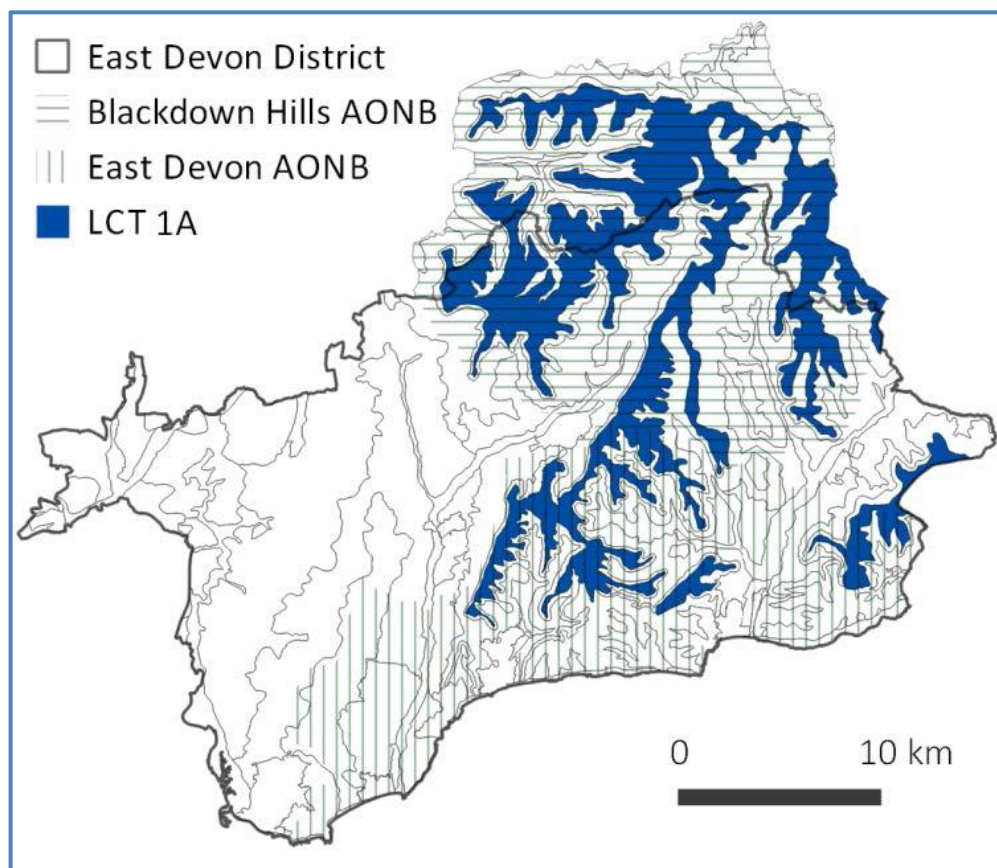 East Devon District
Blackdown Hills AONB
East Devon AONB
LCT 1A
0 10 km